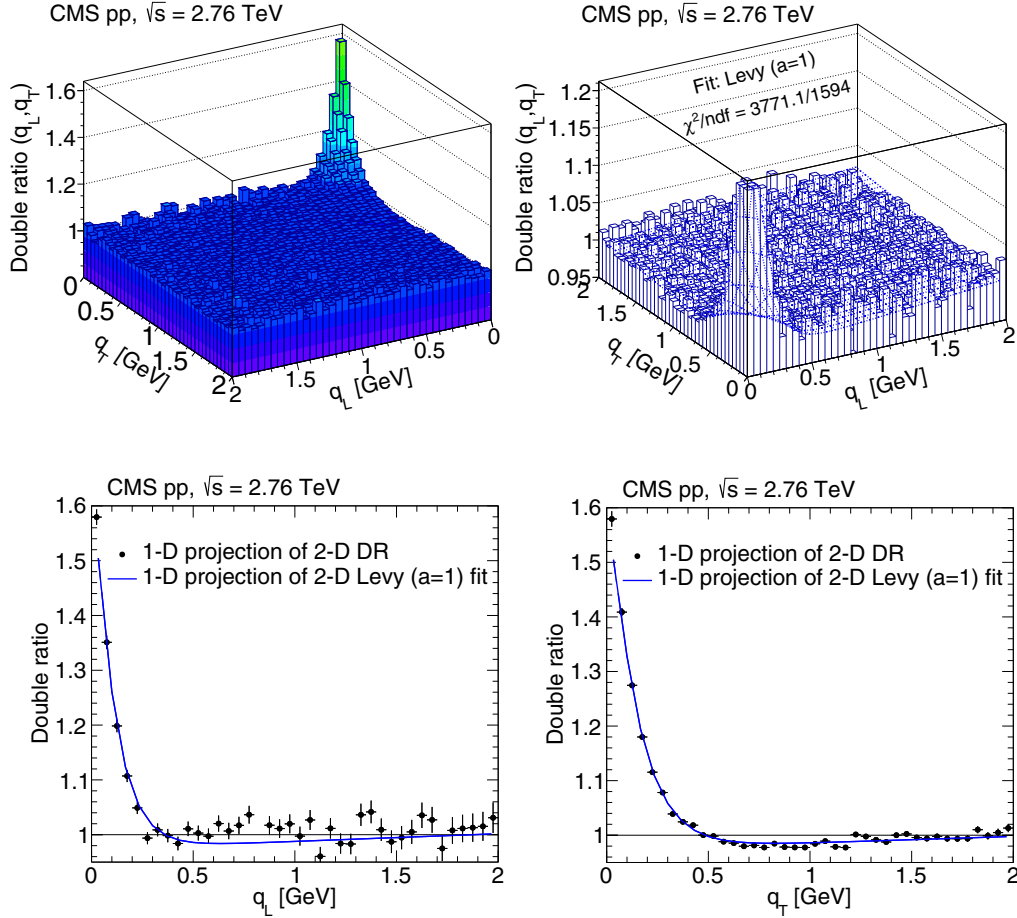 CMS pp, √s = 2.76 TeV
Double ratio (q_L,q_T)
1.6
1.4
1.2
1
0
0.5
1
1.5
2
q_T [GeV]
2
1.5
1
0.5
0
q_L [GeV]
CMS pp, √s = 2.76 TeV
Fit: Levy (a=1)
χ²/ndf = 3771.1/1594
Double ratio (q_L,q_T)
1.2
1.15
1.1
1.05
1
0.95
2
1.5
1
0.5
0
q_T [GeV]
0
0.5
1
1.5
2
q_L [GeV]
CMS pp, √s = 2.76 TeV
1-D projection of 2-D DR
1-D projection of 2-D Levy (a=1) fit
Double ratio
1.6
1.5
1.4
1.3
1.2
1.1
1
0 0.5 1 1.5 2
q_L [GeV]
CMS pp, √s = 2.76 TeV
1-D projection of 2-D DR
1-D projection of 2-D Levy (a=1) fit
Double ratio
1.6
1.5
1.4
1.3
1.2
1.1
1
0 0.5 1 1.5 2
q_T [GeV]